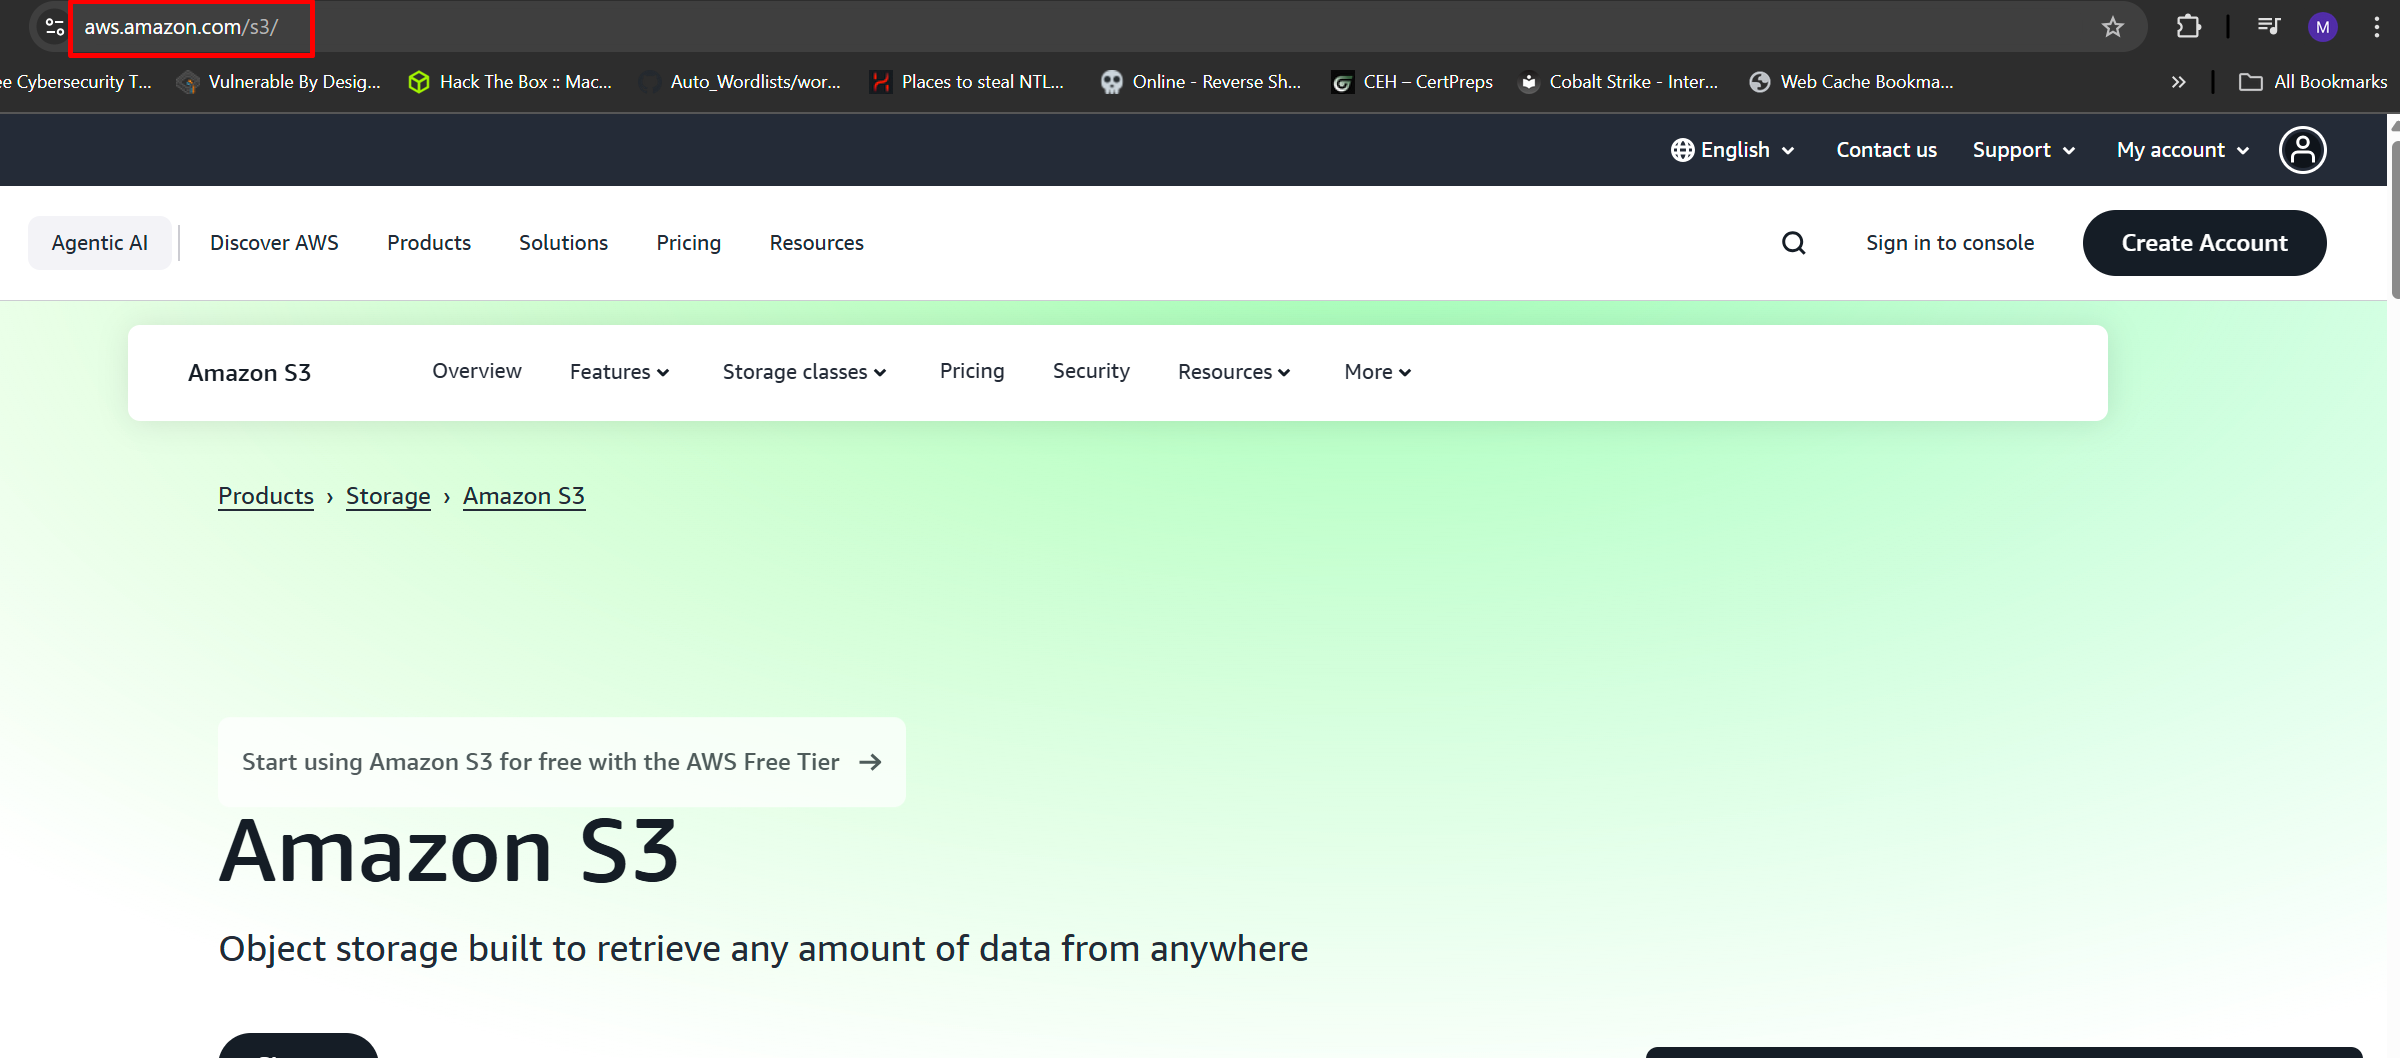 aws.amazon.com/s3/
M
ee Cybersecurity T... Vulnerable By Desig... Hack The Box :: Mac... Auto_Wordlists/wor... Places to steal NTL... Online - Reverse Sh... CEH – CertPreps Cobalt Strike - Inter... Web Cache Bookma... » All Bookmarks
English Contact us Support My account
Agentic AI Discover AWS Products Solutions Pricing Resources Sign in to console Create Account
Amazon S3 Overview Features Storage classes Pricing Security Resources More
Products › Storage › Amazon S3
Start using Amazon S3 for free with the AWS Free Tier →
Amazon S3
Object storage built to retrieve any amount of data from anywhere